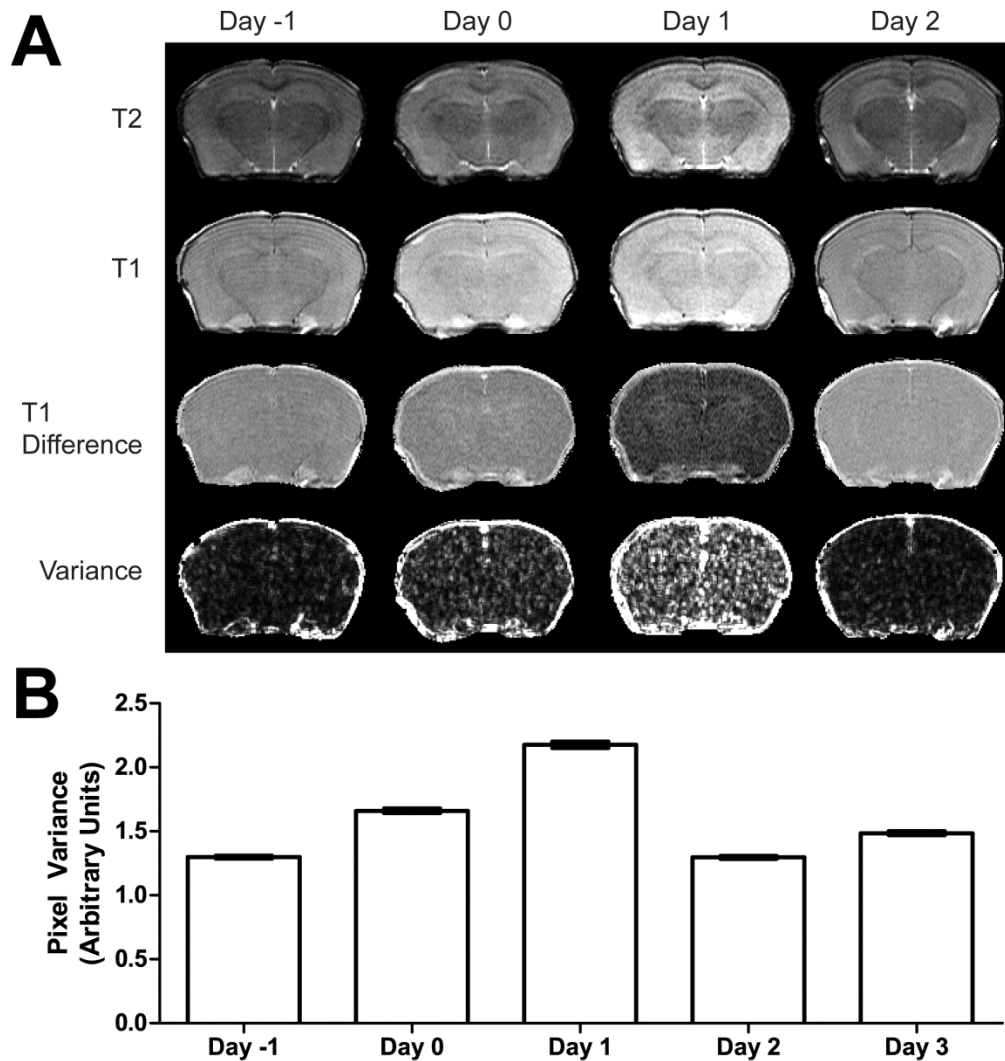 A
Day -1 Day 0 Day 1 Day 2
T2
T1
T1
Difference
Variance
B
Pixel Variance
(Arbitrary Units)
2.5
2.0
1.5
1.0
0.5
0.0
Day -1 Day 0 Day 1 Day 2 Day 3